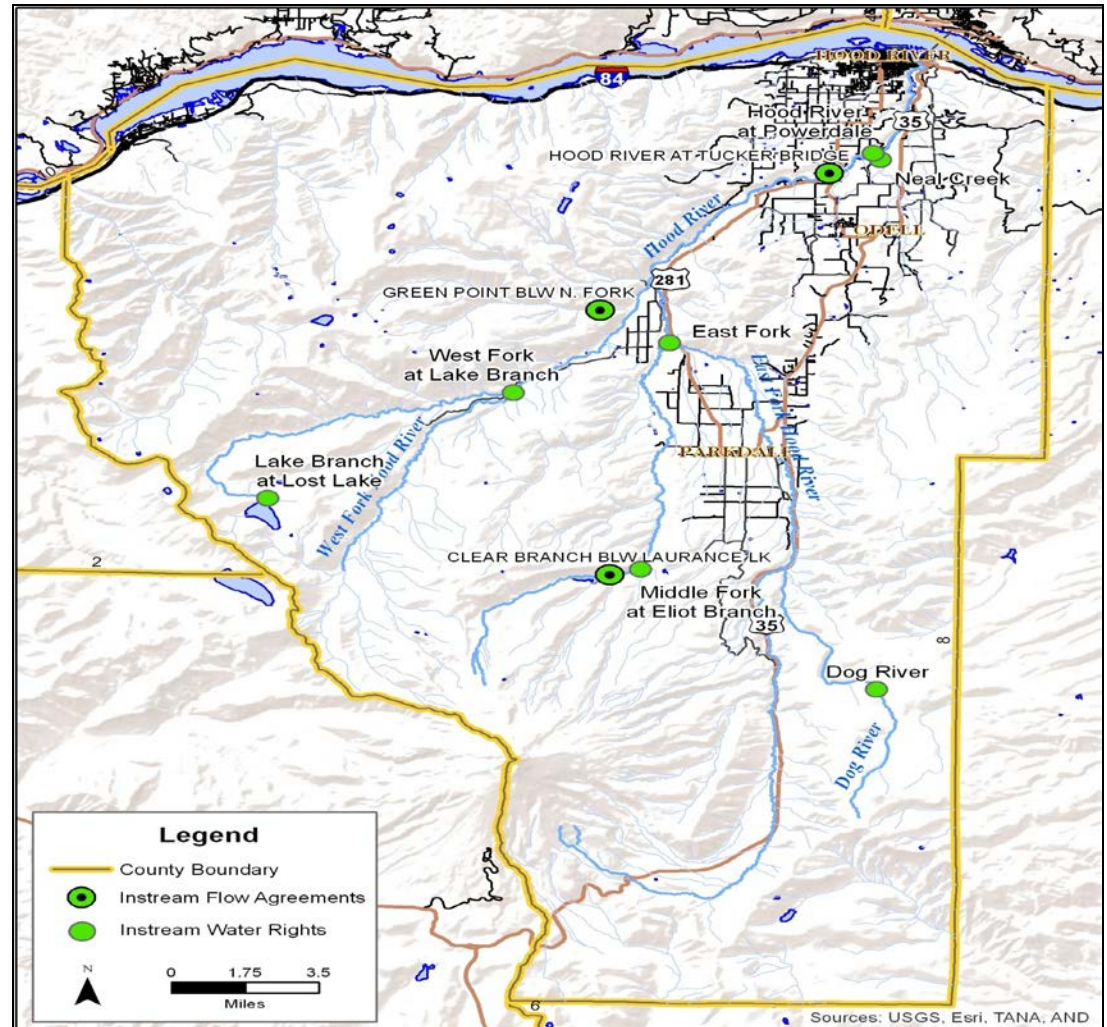 84
HOOD RIVER
Hood River
at Powerdale
35
HOOD RIVER AT TUCKER BRIDGE
Neal Creek
10
ODELL
Hood River
281
GREEN POINT BLW N. FORK
East Fork
West Fork
at Lake Branch
East Fork Hood River
PARKDALE
Lake Branch
at Lost Lake
West Fork Hood River
2
CLEAR BRANCH BLW LAURANCE LK
Middle Fork
at Eliot Branch
35
8
Dog River
Dog River
Legend
County Boundary
Instream Flow Agreements
Instream Water Rights
N
0 1.75 3.5
Miles
6
Sources: USGS, Esri, TANA, AND